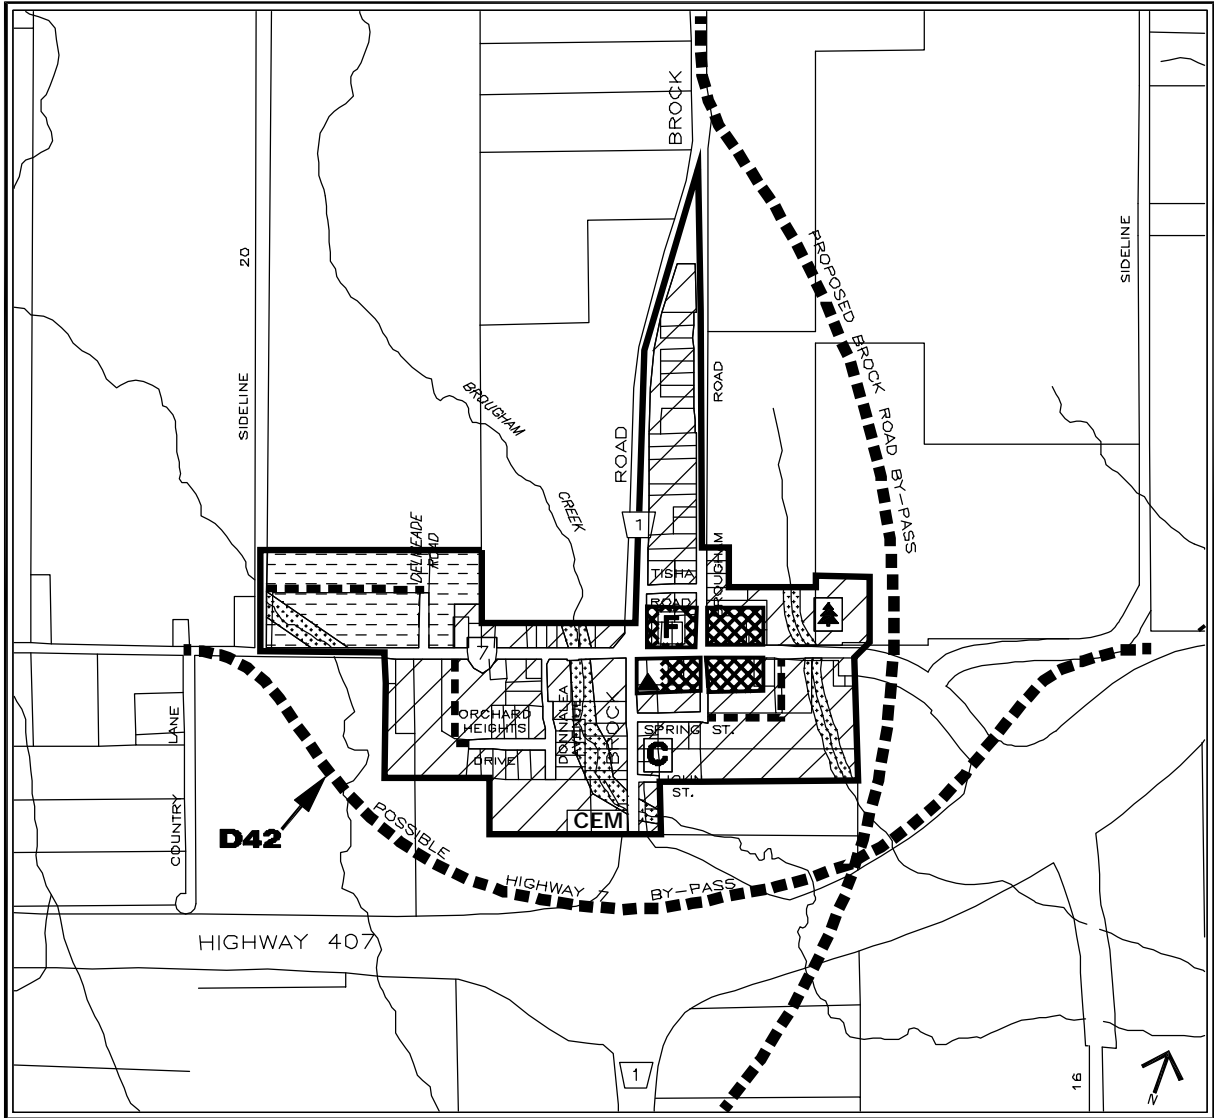 BROCK
20
SIDELINE
PROPOSED BROCK ROAD BY-PASS
SIDELINE
ROAD
BROUGHAM
CREEK
ROAD
1
DELMEADE
ROAD
BROUGHAM
TISHA
ROAD
F
7
ORCHARD
HEIGHTS
DRIVE
BROCK
SPRING ST.
C
JOHN
ST.
CEM
LANE
COUNTRY
D42
POSSIBLE
HIGHWAY 7
BY-PASS
HIGHWAY 407
1
16
N